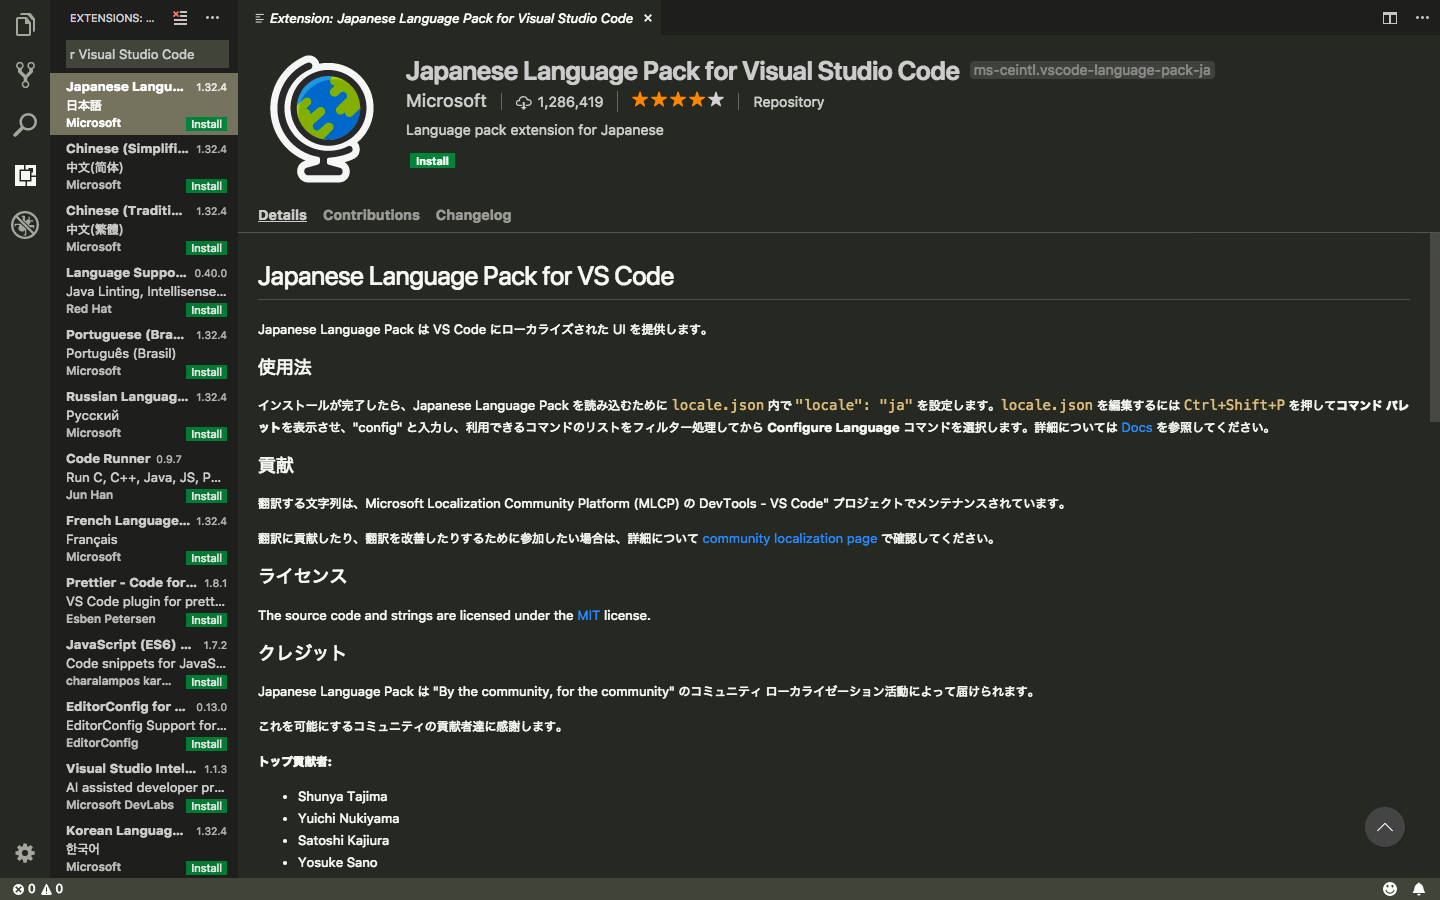 EXTENSIONS: ...
r Visual Studio Code
Japanese Langu... 1.32.4
日本語
Microsoft Install
Chinese (Simplifi... 1.32.4
中文(简体)
Microsoft Install
Chinese (Traditi... 1.32.4
中文(繁體)
Microsoft Install
Language Suppo... 0.40.0
Java Linting, Intellisense...
Red Hat Install
Portuguese (Bra... 1.32.4
Português (Brasil)
Microsoft Install
Russian Languag... 1.32.4
Русский
Microsoft Install
Code Runner 0.9.7
Run C, C++, Java, JS, P...
Jun Han Install
French Language... 1.32.4
Français
Microsoft Install
Prettier - Code for... 1.8.1
VS Code plugin for prett...
Esben Petersen Install
JavaScript (ES6) ... 1.7.2
Code snippets for JavaS...
charalampos kar... Install
EditorConfig for ... 0.13.0
EditorConfig Support for...
EditorConfig Install
Visual Studio Intel... 1.1.3
AI assisted developer pr...
Microsoft DevLabs Install
Korean Languag... 1.32.4
한국어
Microsoft Install
Extension: Japanese Language Pack for Visual Studio Code
Japanese Language Pack for Visual Studio Code ms-ceintl.vscode-language-pack-ja
Microsoft 1,286,419 Repository
Language pack extension for Japanese
Install
Details Contributions Changelog
Japanese Language Pack for VS Code
Japanese Language Pack は VS Code にローカライズされた UI を提供します。
使用法
インストールが完了したら、Japanese Language Pack を読み込むために locale.json 内で "locale": "ja" を設定します。locale.json を編集するには Ctrl+Shift+P を押してコマンド パレ
ットを表示させ、"config" と入力し、利用できるコマンドのリストをフィルター処理してから Configure Language コマンドを選択します。詳細については Docs を参照してください。
貢献
翻訳する文字列は、Microsoft Localization Community Platform (MLCP) の DevTools - VS Code" プロジェクトでメンテナンスされています。
翻訳に貢献したり、翻訳を改善したりするために参加したい場合は、詳細について community localization page で確認してください。
ライセンス
The source code and strings are licensed under the MIT license.
クレジット
Japanese Language Pack は "By the community, for the community" のコミュニティ ローカライゼーション活動によって届けられます。
これを可能にするコミュニティの貢献者達に感謝します。
トップ貢献者:
• Shunya Tajima
• Yuichi Nukiyama
• Satoshi Kajiura
• Yosuke Sano
0 0